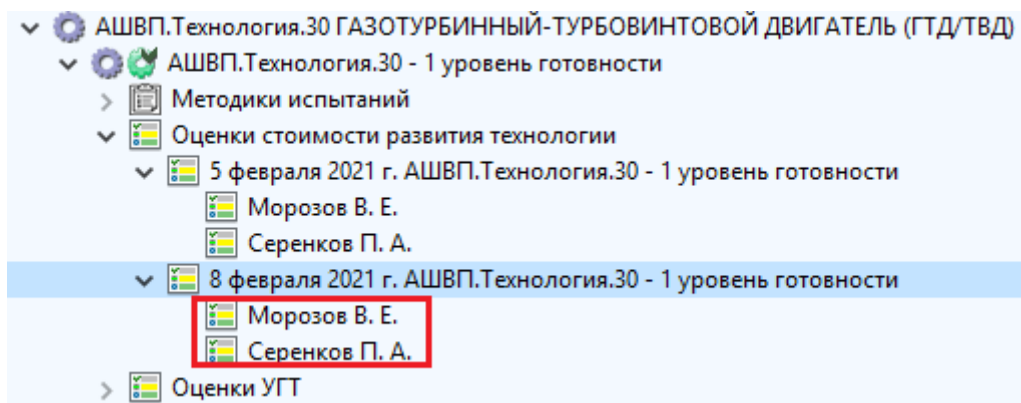 АШВП.Технология.30 ГАЗОТУРБИННЫЙ-ТУРБОВИНТОВОЙ ДВИГАТЕЛЬ (ГТД/ТВД)
АШВП.Технология.30 - 1 уровень готовности
Методики испытаний
Оценки стоимости развития технологии
5 февраля 2021 г. АШВП.Технология.30 - 1 уровень готовности
Морозов В. Е.
Серенков П. А.
8 февраля 2021 г. АШВП.Технология.30 - 1 уровень готовности
Морозов В. Е.
Серенков П. А.
Оценки УГТ